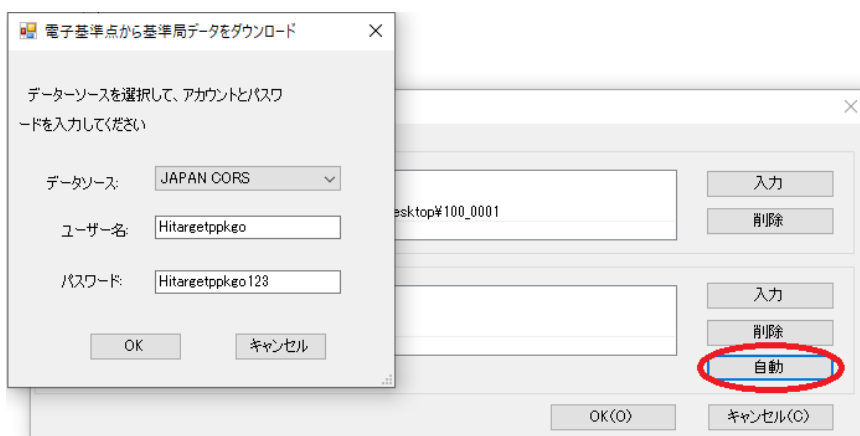 電子基準点から基準局データをダウンロード
データーソースを選択して、アカウントとパスワ
ードを入力してください
データソース:
JAPAN CORS
ユーザー名:
Hitargetppkgo
パスワード:
Hitargetppkgo123
OK
キャンセル
esktop¥100_0001
入力
削除
入力
削除
自動
OK(O)
キャンセル(C)